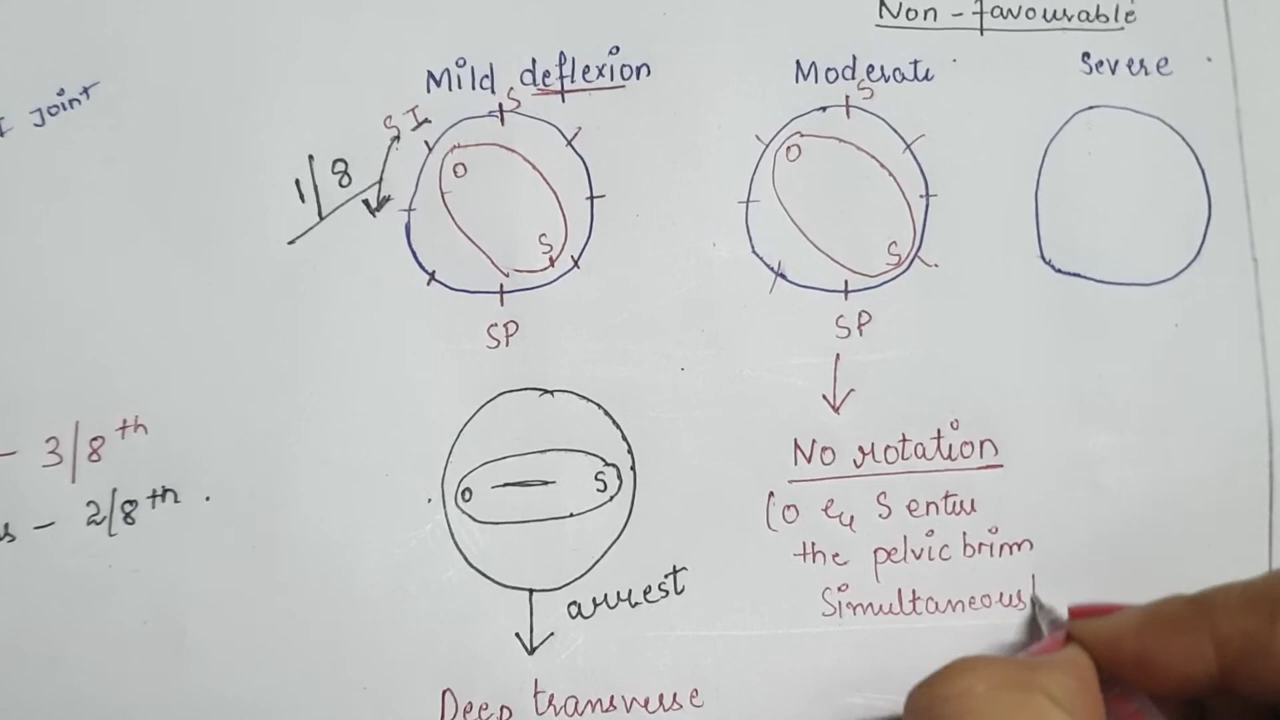 Non - favourable
Mild deflexion
Moderate
Severe
I Joint
SI
1/8
S
O
S
SP
S
O
S
SP
No rotation
(O & S enter
the pelvic brim
Simultaneousl
- 3/8th
- 2/8th .
O
S
arrest
Deep transverse